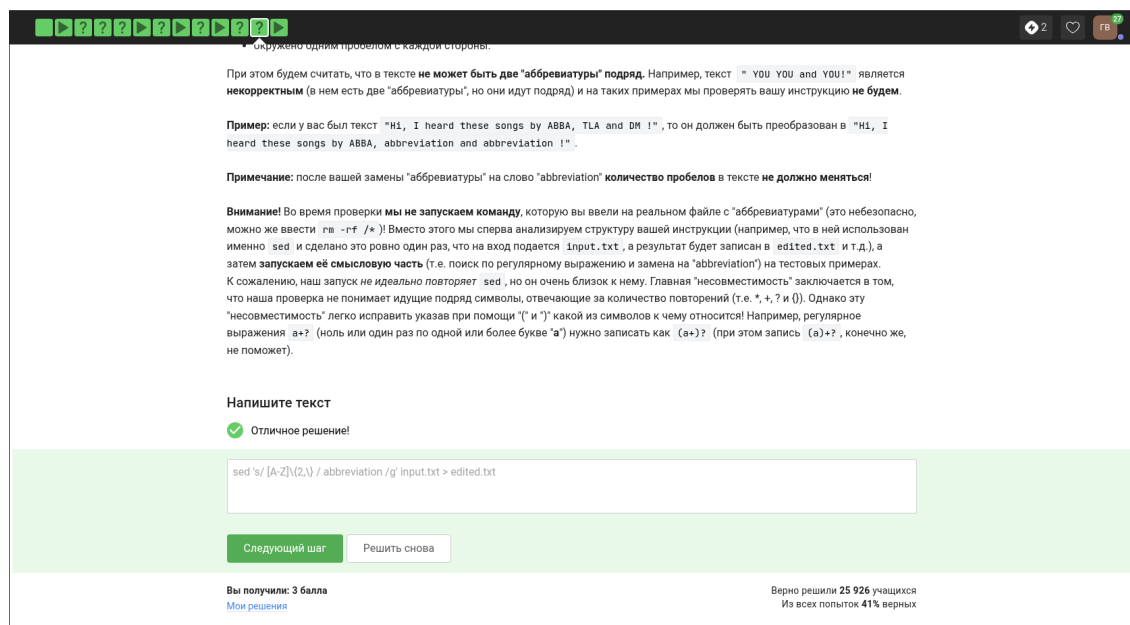 2
ГВ
27
окружено одним пробелом с каждой стороны.
При этом будем считать, что в тексте не может быть две "аббревиатуры" подряд. Например, текст " YOU YOU and YOU!" является
некорректным (в нем есть две "аббревиатуры", но они идут подряд) и на таких примерах мы проверять вашу инструкцию не будем.
Пример: если у вас был текст "Hi, I heard these songs by ABBA, TLA and DM !", то он должен быть преобразован в "Hi, I
heard these songs by ABBA, abbreviation and abbreviation !".
Примечание: после вашей замены "аббревиатуры" на слово "abbreviation" количество пробелов в тексте не должно меняться!
Внимание! Во время проверки мы не запускаем команду, которую вы ввели на реальном файле с "аббревиатурами" (это небезопасно,
можно же ввести rm -rf /*)! Вместо этого мы сперва анализируем структуру вашей инструкции (например, что в ней использован
именно sed и сделано это ровно один раз, что на вход подается input.txt, а результат будет записан в edited.txt и т.д.), а
затем запускаем её смысловую часть (т.е. поиск по регулярному выражению и замена на "abbreviation") на тестовых примерах.
К сожалению, наш запуск не идеально повторяет sed, но он очень близок к нему. Главная "несовместимость" заключается в том,
что наша проверка не понимает идущие подряд символы, отвечающие за количество повторений (т.е. *, +, ? и {}). Однако эту
"несовместимость" легко исправить указав при помощи "(" и ")" какой из символов к чему относится! Например, регулярное
выражения a+? (ноль или один раз по одной или более букве "а") нужно записать как (a+)? (при этом запись (a)+?, конечно же,
не поможет).
Напишите текст
Отличное решение!
sed 's/ [A-Z]\{2,\} / abbreviation /g' input.txt > edited.txt
Следующий шаг Решить снова
Вы получили: 3 балла Верно решили 25 926 учащихся
Мои решения Из всех попыток 41% верных